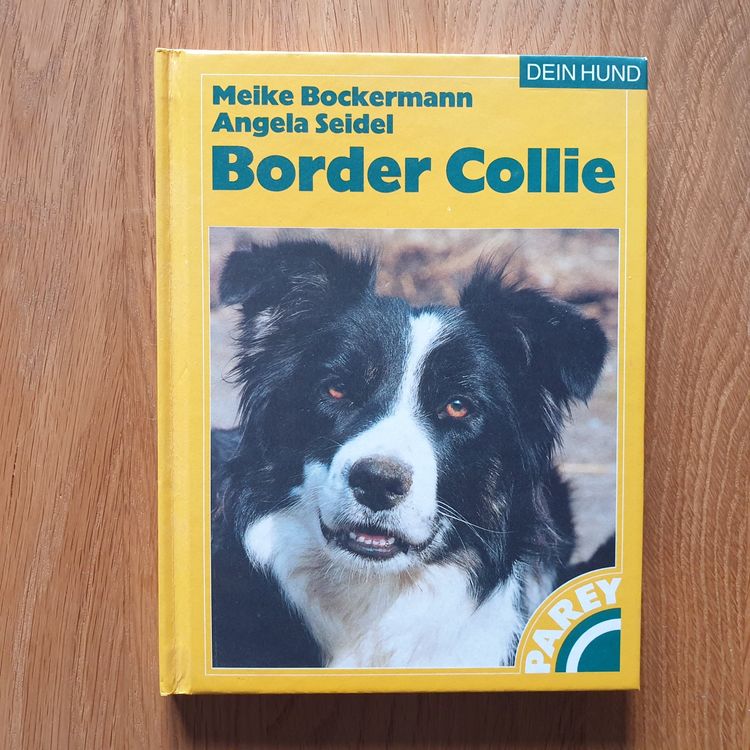 DEIN HUND
Meike Bockermann
Angela Seidel
Border Collie
PAREY